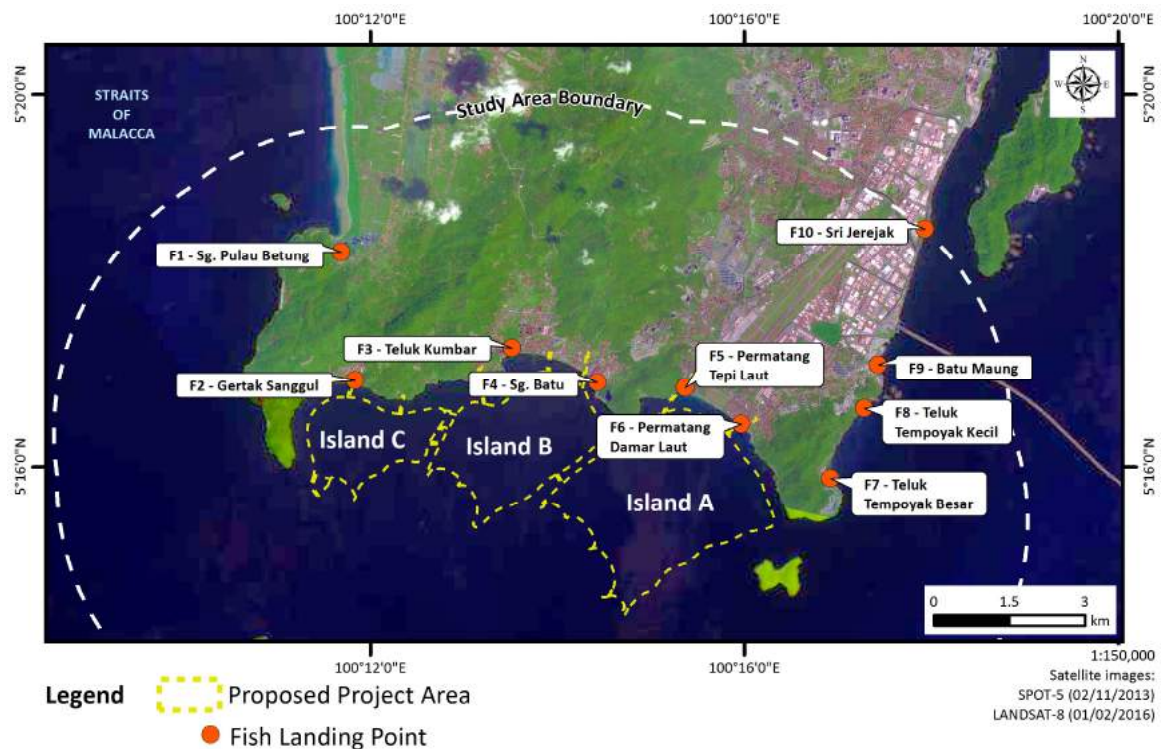 100°12'0"E
100°16'0"E
100°20'0"E
5°20'0"N
5°20'0"N
STRAITS
OF
MALACCA
N
W E
S
Study Area Boundary
F1 - Sg. Pulau Betung
F10 - Sri Jerejak
F3 - Teluk Kumbar
F5 - Permatang
Tepi Laut
F9 - Batu Maung
F2 - Gertak Sanggul
F4 - Sg. Batu
F6 - Permatang
Damar Laut
F8 - Teluk
Tempoyak Kecil
Island C
Island B
Island A
F7 - Teluk
Tempoyak Besar
5°16'0"N
5°16'0"N
0 1.5 3
km
100°12'0"E
100°16'0"E
1:150,000
Satellite images:
SPOT-5 (02/11/2013)
LANDSAT-8 (01/02/2016)
Legend
Proposed Project Area
Fish Landing Point